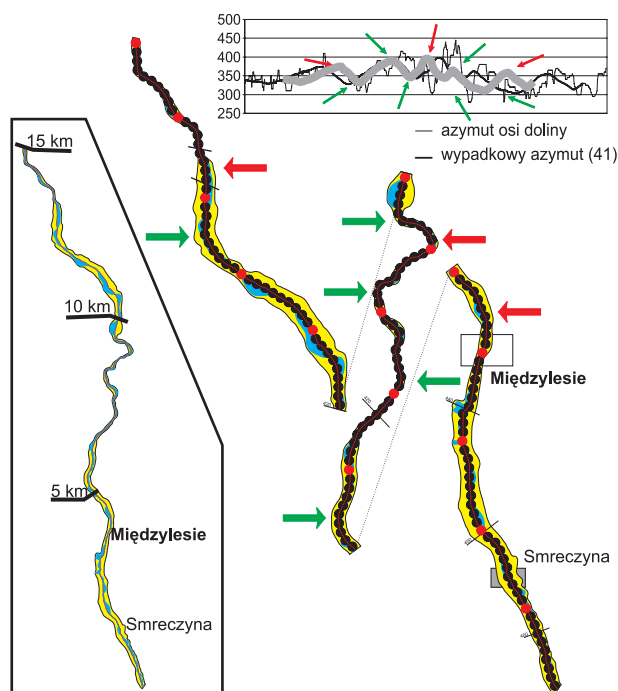 500
450
400
350
300
250
azymut osi doliny
wypadkowy azymut (41)
15 km
10 km
5 km
Międzylesie
Smreczyna
Międzylesie
Smreczyna